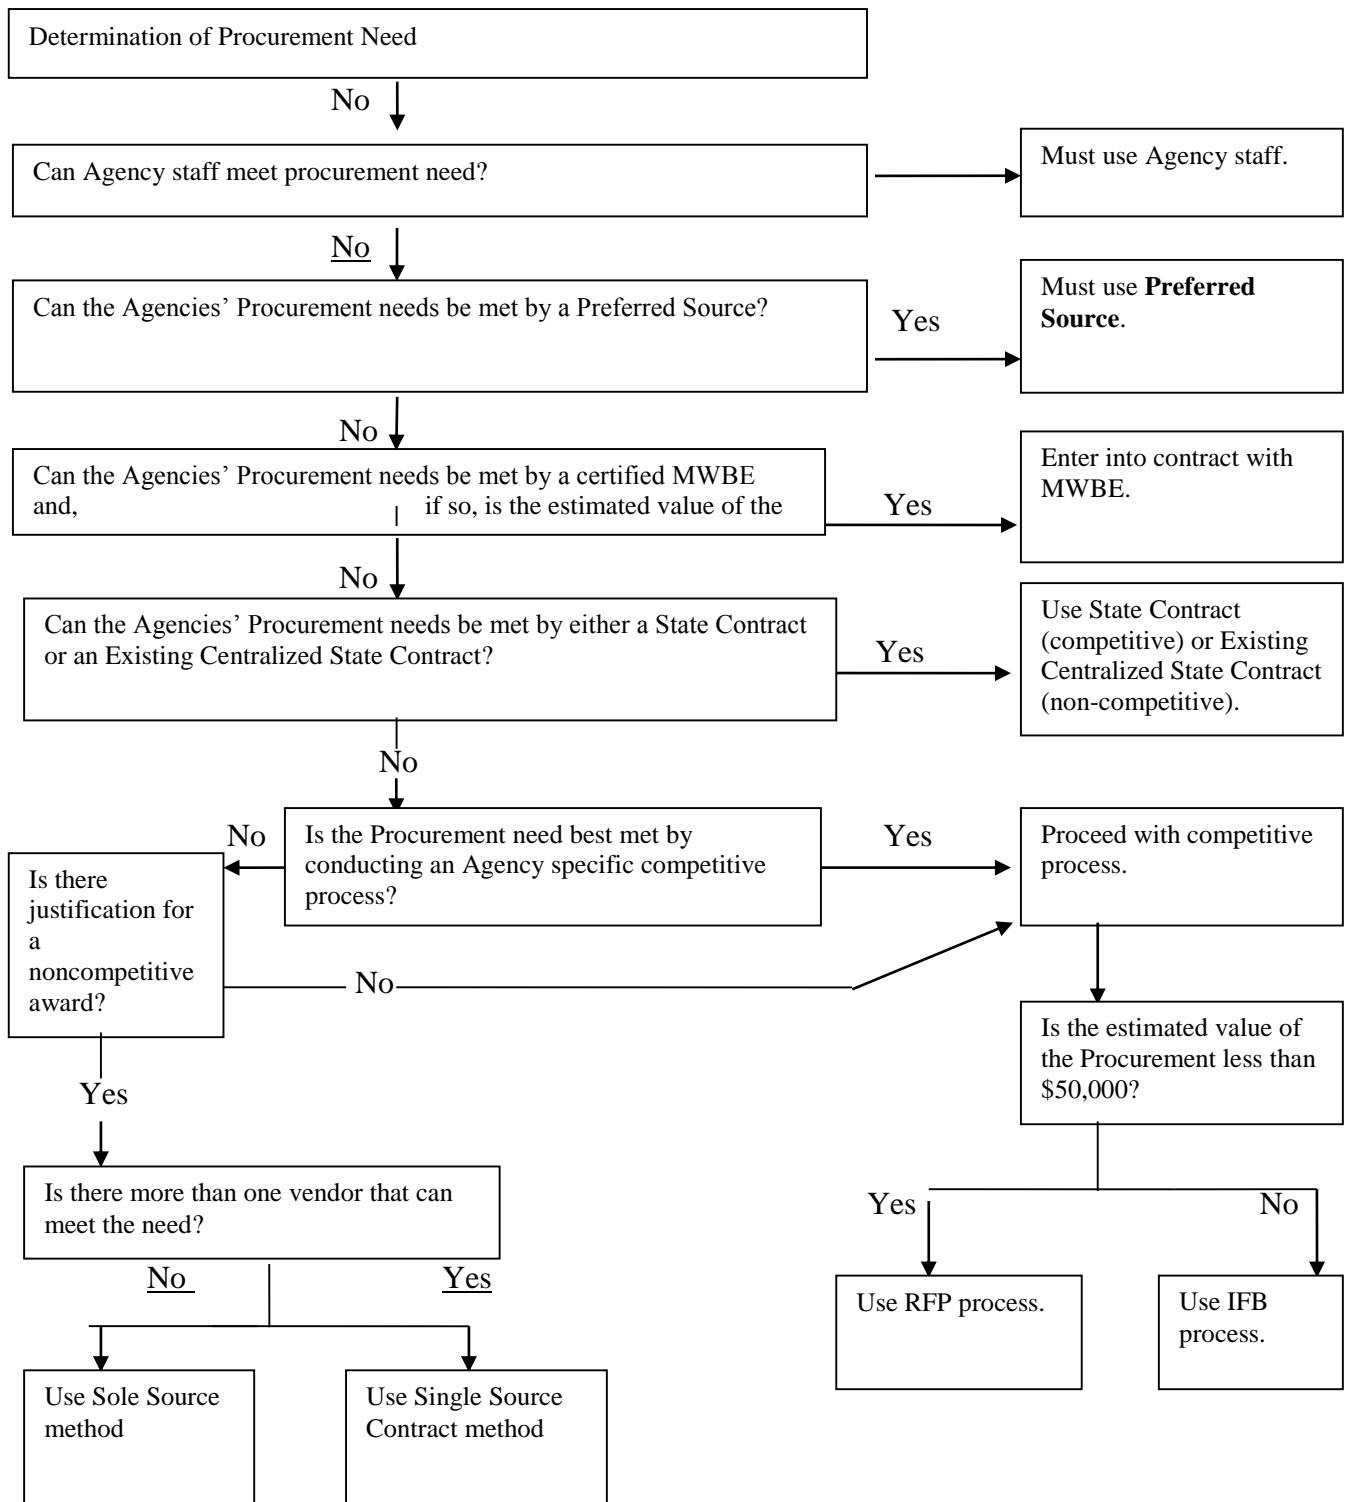 Determination of Procurement Need
No
Can Agency staff meet procurement need?
Must use Agency staff.
No
Can the Agencies’ Procurement needs be met by a Preferred Source?
Yes
Must use Preferred
Source.
No
Can the Agencies’ Procurement needs be met by a certified MWBE
and, if so, is the estimated value of the
Yes
Enter into contract with
MWBE.
No
Can the Agencies’ Procurement needs be met by either a State Contract
or an Existing Centralized State Contract?
Yes
Use State Contract
(competitive) or Existing
Centralized State Contract
(non-competitive).
No
Is the Procurement need best met by
conducting an Agency specific competitive
process?
Yes
Proceed with competitive
process.
No
Is there
justification for
a
noncompetitive
award?
No
Is the estimated value of
the Procurement less than
$50,000?
Yes
Is there more than one vendor that can
meet the need?
Yes
No
No
Yes
Use RFP process.
Use IFB
process.
Use Sole Source
method
Use Single Source
Contract method